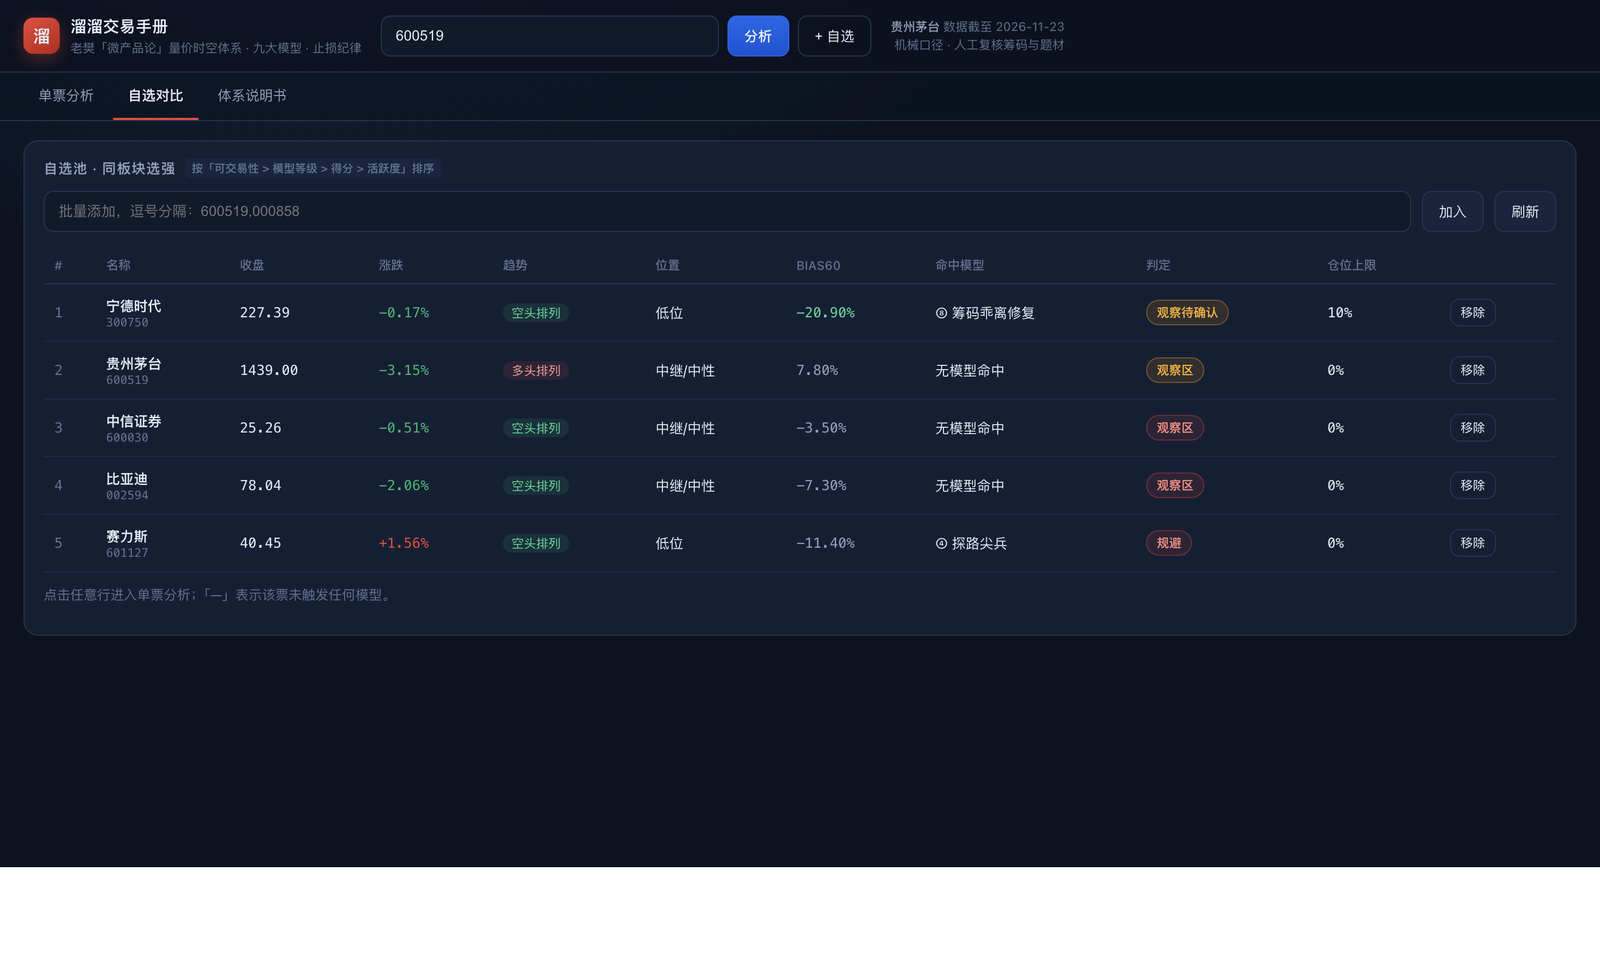 溜
溜溜交易手册
老樊「微产品论」量价时空体系 · 九大模型 · 止损纪律
600519
分析
+ 自选
贵州茅台 数据截至 2026-11-23
机械口径 · 人工复核筹码与题材
单票分析
自选对比
体系说明书
自选池 · 同板块选强
按「可交易性 > 模型等级 > 得分 > 活跃度」排序
批量添加，逗号分隔：600519,000858
加入
刷新
# 名称 收盘 涨跌 趋势 位置 BIAS60 命中模型 判定 仓位上限
1 宁德时代 227.39 -0.17% 空头排列 低位 -20.90% ⑧ 筹码乖离修复 观察待确认 10% 移除
300750
2 贵州茅台 1439.00 -3.15% 多头排列 中继/中性 7.80% 无模型命中 观察区 0% 移除
600519
3 中信证券 25.26 -0.51% 空头排列 中继/中性 -3.50% 无模型命中 观察区 0% 移除
600030
4 比亚迪 78.04 -2.06% 空头排列 中继/中性 -7.30% 无模型命中 观察区 0% 移除
002594
5 赛力斯 40.45 +1.56% 空头排列 低位 -11.40% ④ 探路尖兵 规避 0% 移除
601127
点击任意行进入单票分析；「—」表示该票未触发任何模型。